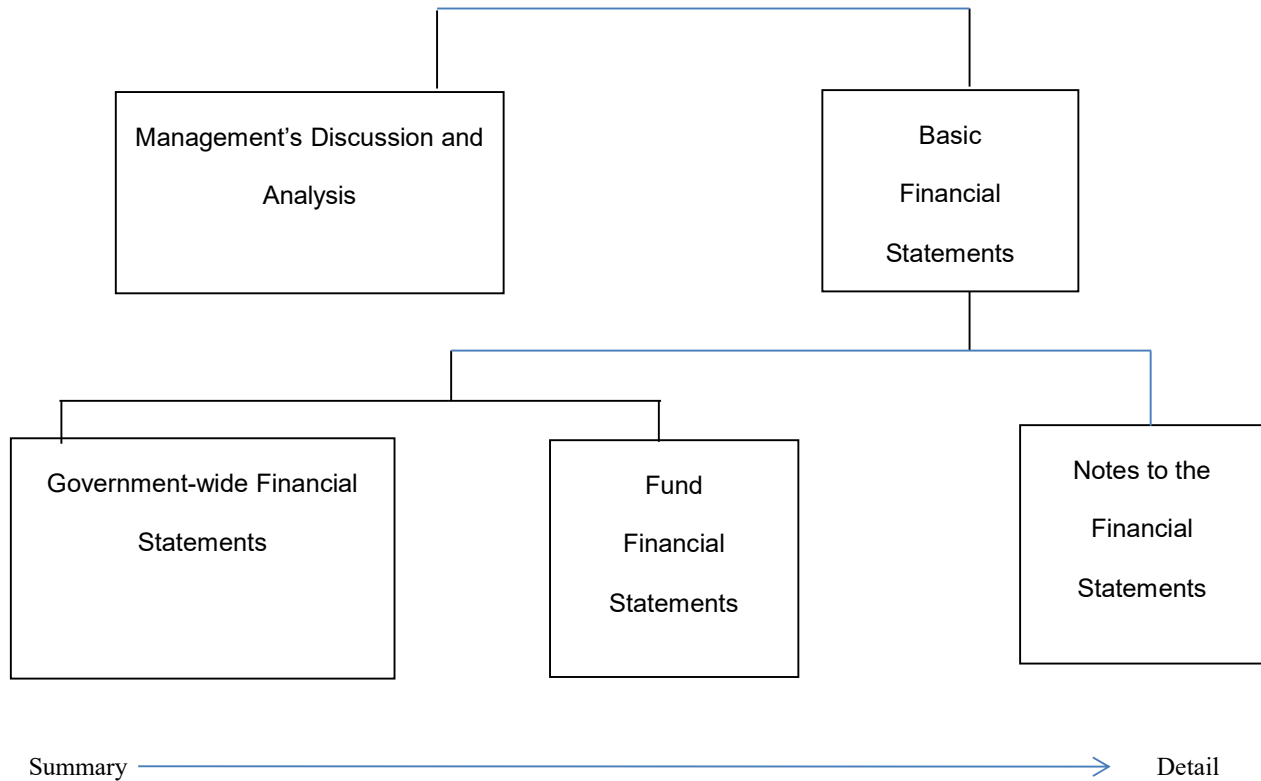 Management’s Discussion and
Analysis
Basic
Financial
Statements
Government-wide Financial
Statements
Fund
Financial
Statements
Notes to the
Financial
Statements
Summary
Detail